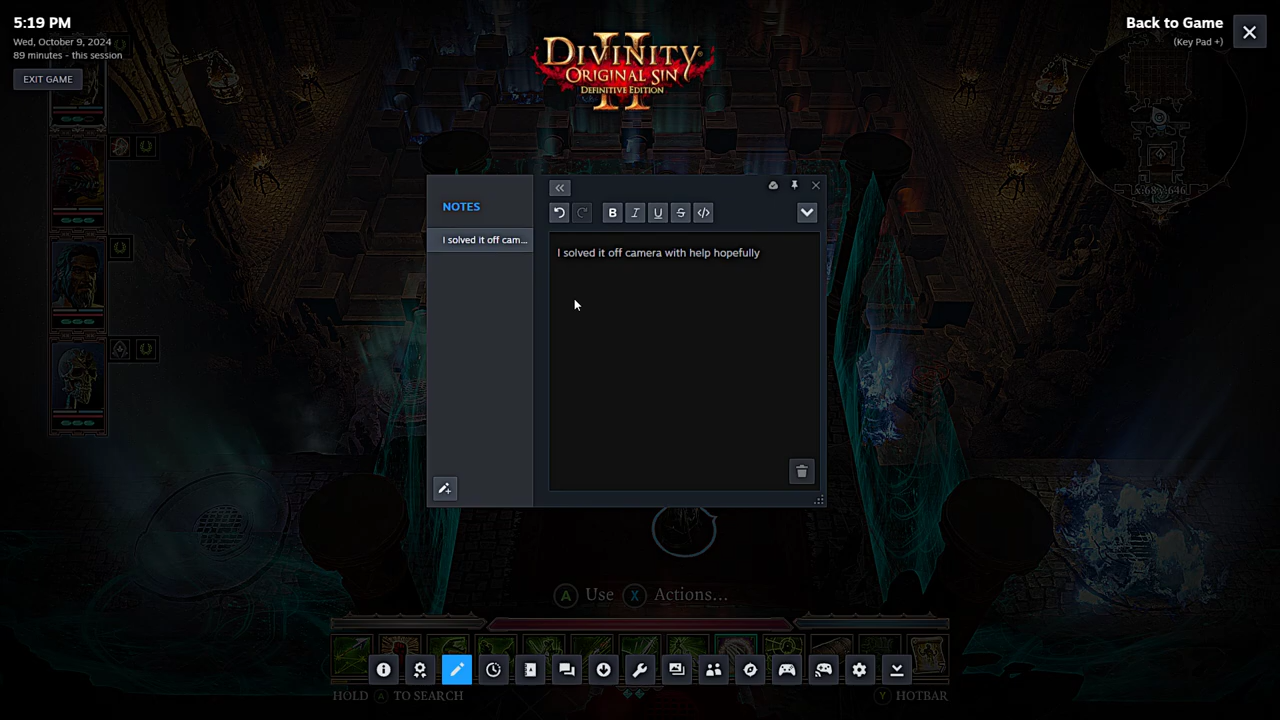 5:19 PM
Wed, October 9, 2024
89 minutes - this session
EXIT GAME
DIVINITY
II
ORIGINAL SIN
DEFINITIVE EDITION
Back to Game
(Key Pad +)
X:68 Y:646
NOTES
I solved it off cam...
B I U S </>
I solved it off camera with help hopefully
A Use X Actions...
HOLD A TO SEARCH
Y HOTBAR